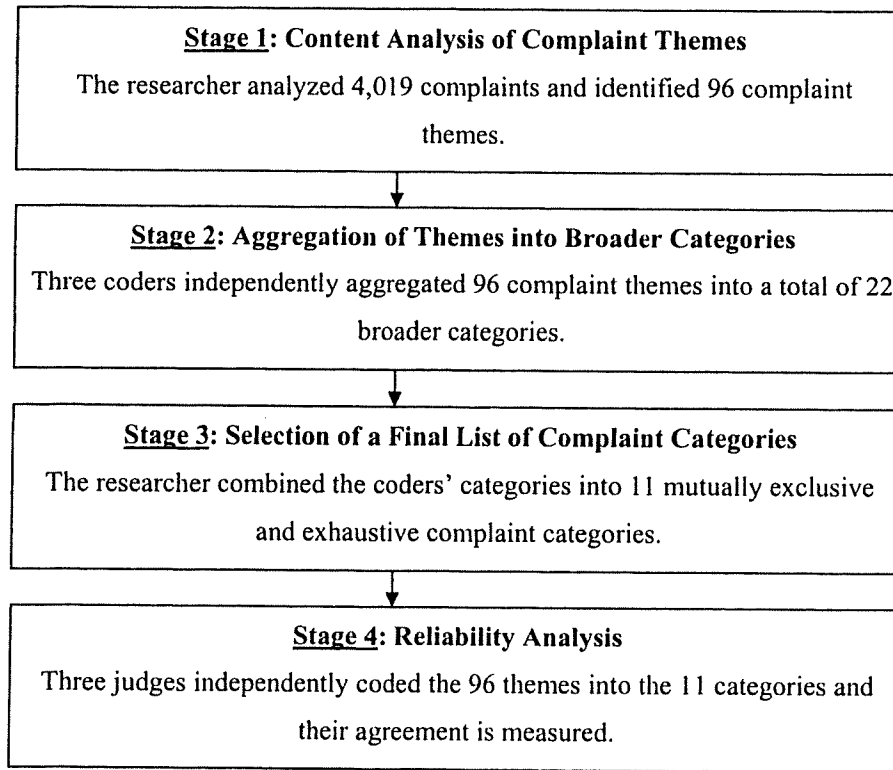 Stage 1: Content Analysis of Complaint Themes
The researcher analyzed 4,019 complaints and identified 96 complaint
themes.
Stage 2: Aggregation of Themes into Broader Categories
Three coders independently aggregated 96 complaint themes into a total of 22
broader categories.
Stage 3: Selection of a Final List of Complaint Categories
The researcher combined the coders’ categories into 11 mutually exclusive
and exhaustive complaint categories.
Stage 4: Reliability Analysis
Three judges independently coded the 96 themes into the 11 categories and
their agreement is measured.